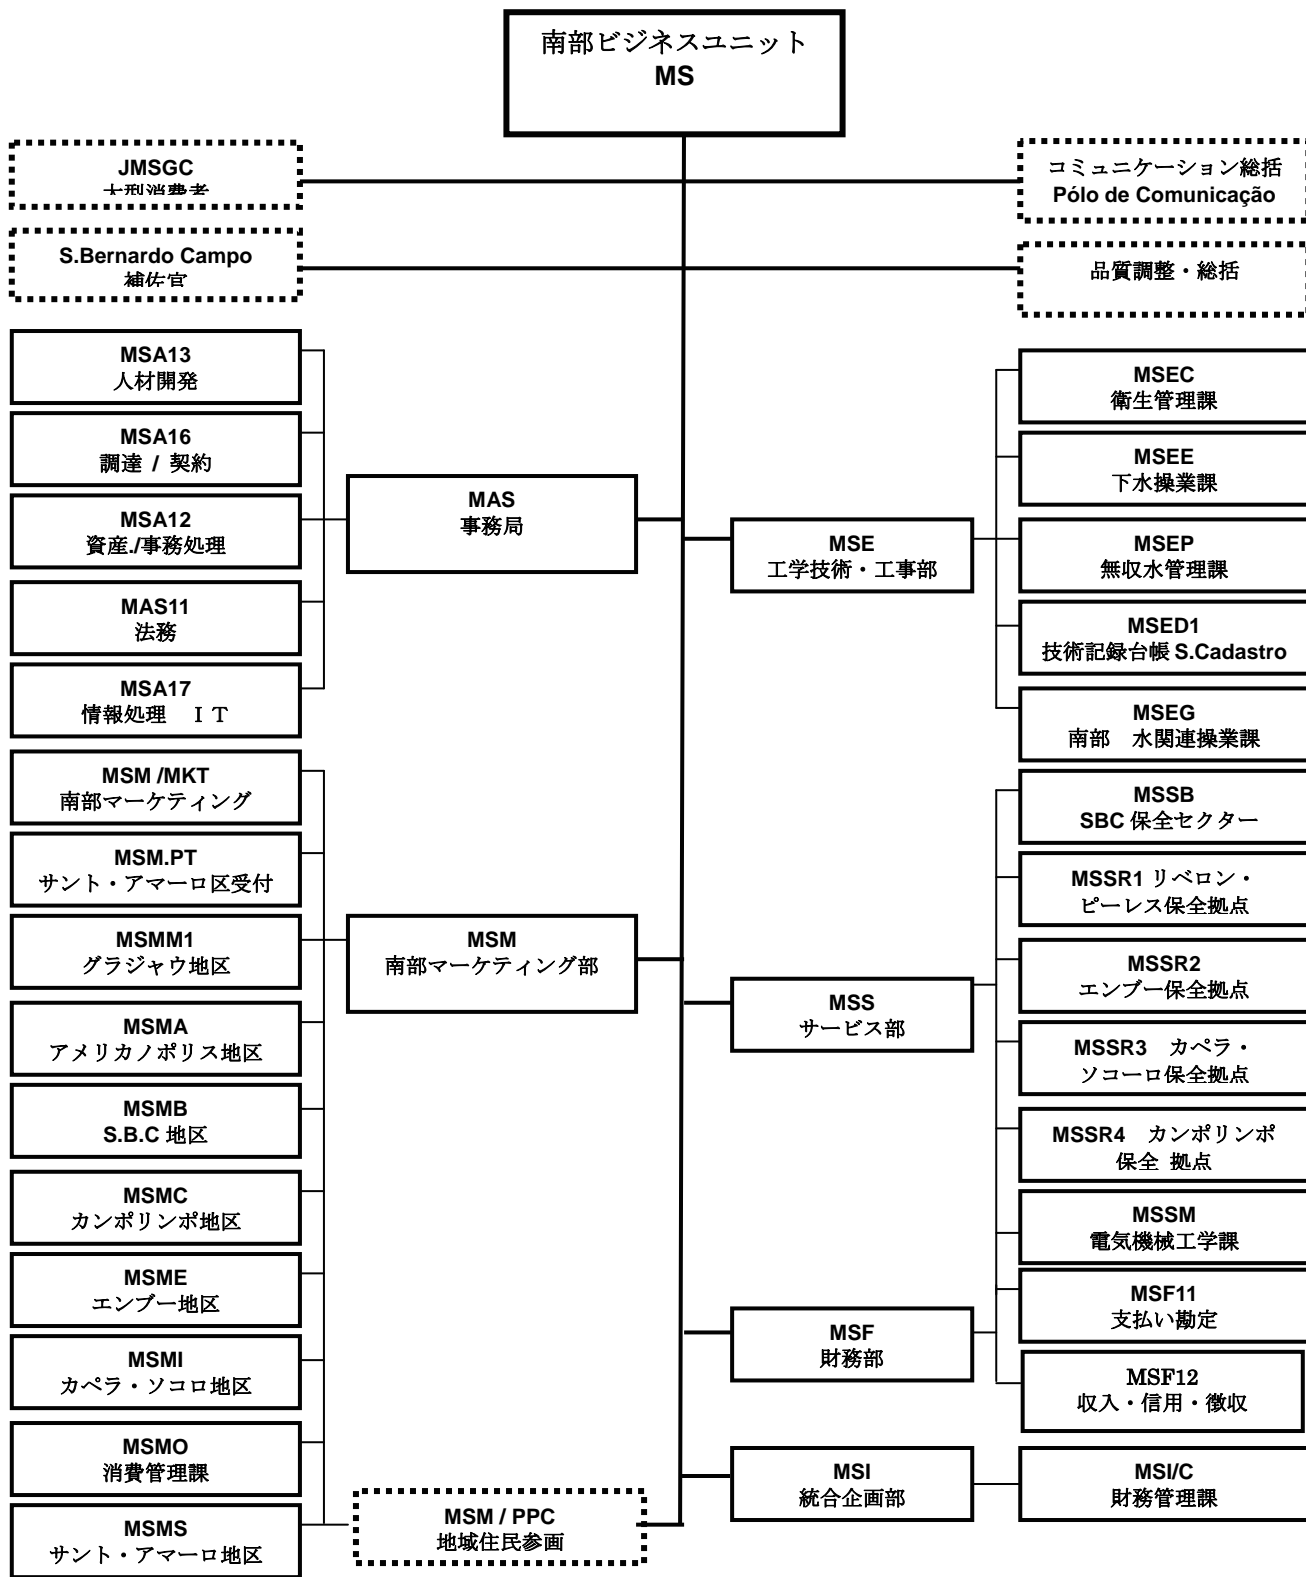 南部ビジネスユニット
MS
JMSGC
大型消費者
コミュニケーション総括
Pólo de Comunicação
S.Bernardo Campo
補佐官
品質調整・総括
MSA13
人材開発
MSA16
調達 / 契約
MSA12
資産./事務処理
MAS11
法務
MSA17
情報処理　ＩＴ
MAS
事務局
MSE
工学技術・工事部
MSEC
衛生管理課
MSEE
下水操業課
MSEP
無収水管理課
MSED1
技術記録台帳 S.Cadastro
MSEG
南部　水関連操業課
MSM /MKT
南部マーケティング
MSM.PT
サント・アマーロ区受付
MSMM1
グラジャウ地区
MSMA
アメリカノポリス地区
MSMB
S.B.C 地区
MSMC
カンポリンポ地区
MSME
エンブー地区
MSMI
カペラ・ソコロ地区
MSMO
消費管理課
MSMS
サント・アマーロ地区
MSM
南部マーケティング部
MSM / PPC
地域住民参画
MSS
サービス部
MSSB
SBC 保全セクター
MSSR1 リベロン・
ピーレス保全拠点
MSSR2
エンブー保全拠点
MSSR3　カペラ・
ソコーロ保全拠点
MSSR4　カンポリンポ
保全 拠点
MSSM
電気機械工学課
MSF
財務部
MSF11
支払い勘定
MSF12
収入・信用・徴収
MSI
統合企画部
MSI/C
財務管理課